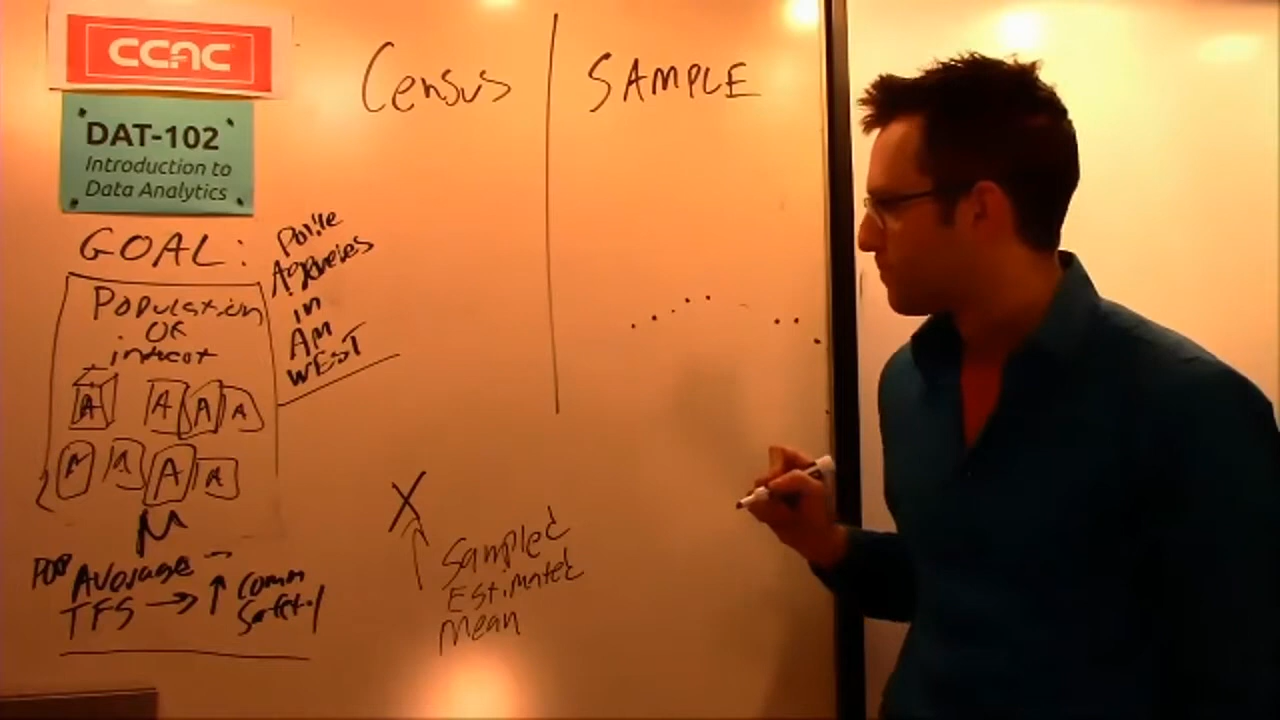 CCAC
DAT-102
Introduction to
Data Analytics
Census
SAMPLE
GOAL:
Population
OF
interest
A A A A
A A A A
M
Police
Agencies
in
AM
WEST
POP Average
TFS → ↑ Comm
X
↑
Sampled
Estimated
Mean